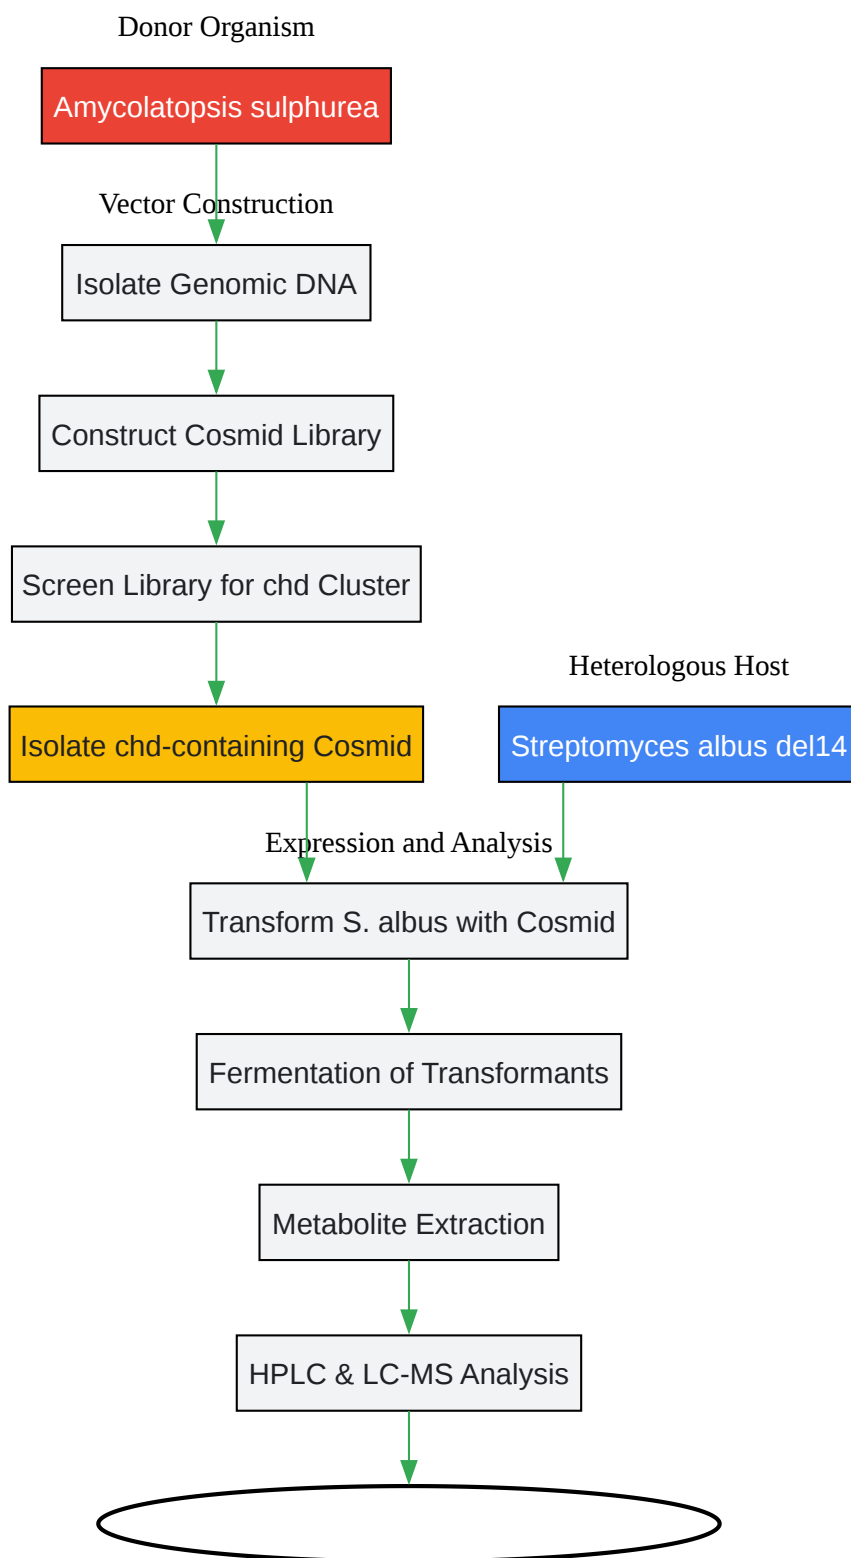 Donor Organism
Amycolatopsis sulphurea
Vector Construction
Isolate Genomic DNA
Construct Cosmid Library
Screen Library for chd Cluster
Heterologous Host
Isolate chd-containing Cosmid
Streptomyces albus del14
Expression and Analysis
Transform S. albus with Cosmid
Fermentation of Transformants
Metabolite Extraction
HPLC & LC-MS Analysis